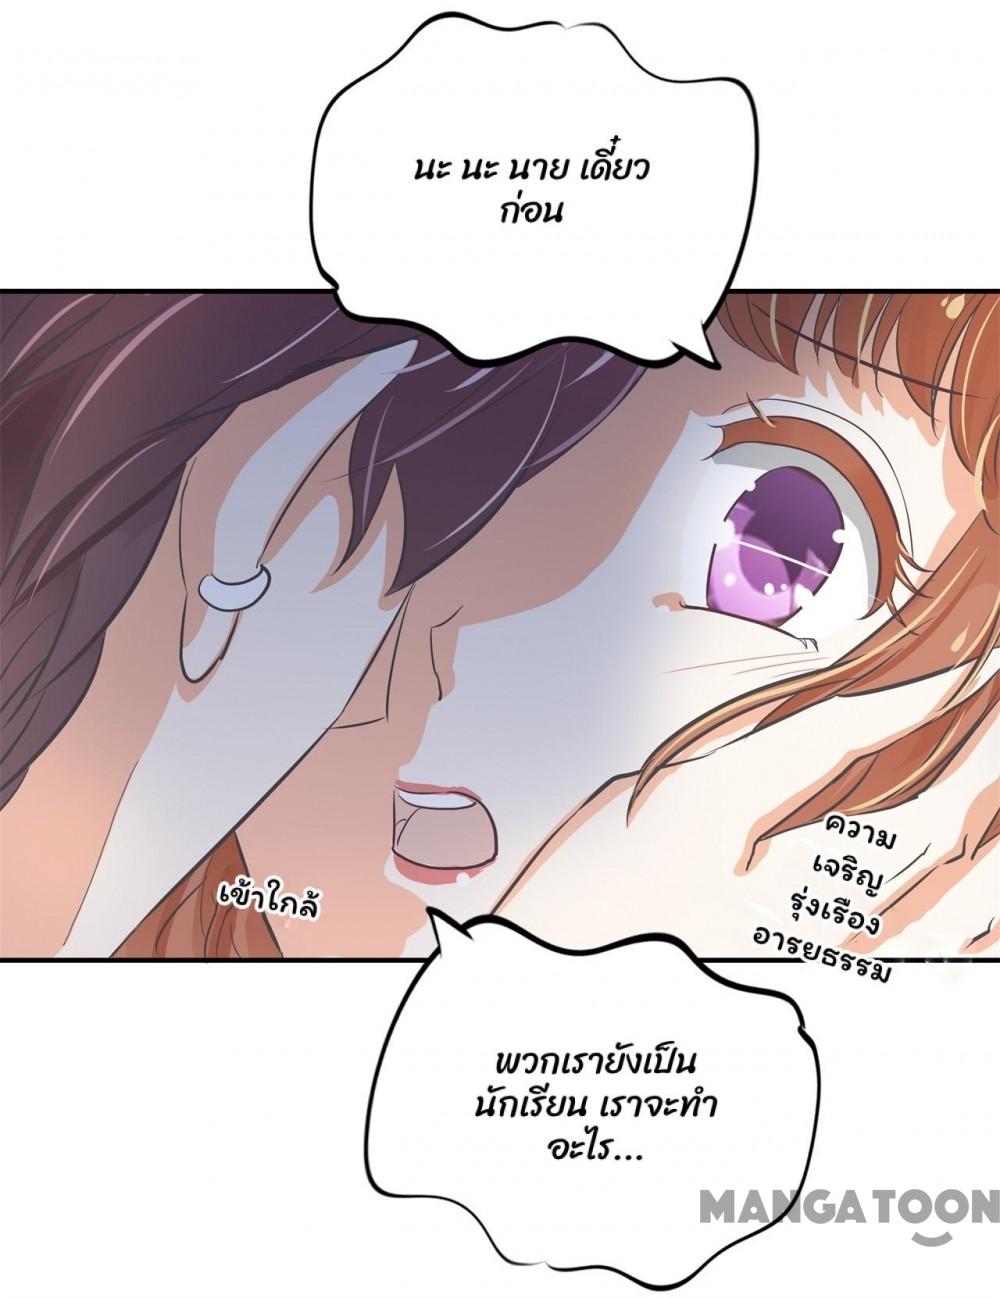 นะ นะ นาย เดี๋ยว
ก่อน
ความ
เจริญ
รุ่งเรือง
อารยธรรม
เข้าใกล้
พวกเรายังเป็น
นักเรียน เราจะทำ
อะไร...
MANGATOON